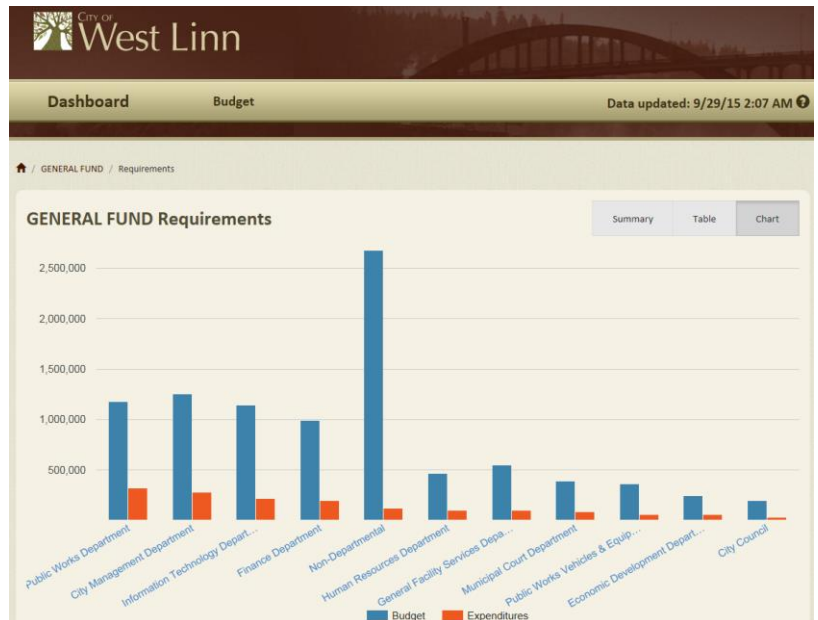 CITY OF
West Linn
Dashboard Budget Data updated: 9/29/15 2:07 AM
/ GENERAL FUND / Requirements
GENERAL FUND Requirements
Summary Table Chart
2,500,000
2,000,000
1,500,000
1,000,000
500,000
Public Works Department
City Management Department
Information Technology Depart...
Finance Department
Non-Departmental
Human Resources Department
General Facility Services Depa...
Municipal Court Department
Public Works Vehicles & Equip...
Economic Development Depart...
City Council
Budget Expenditures